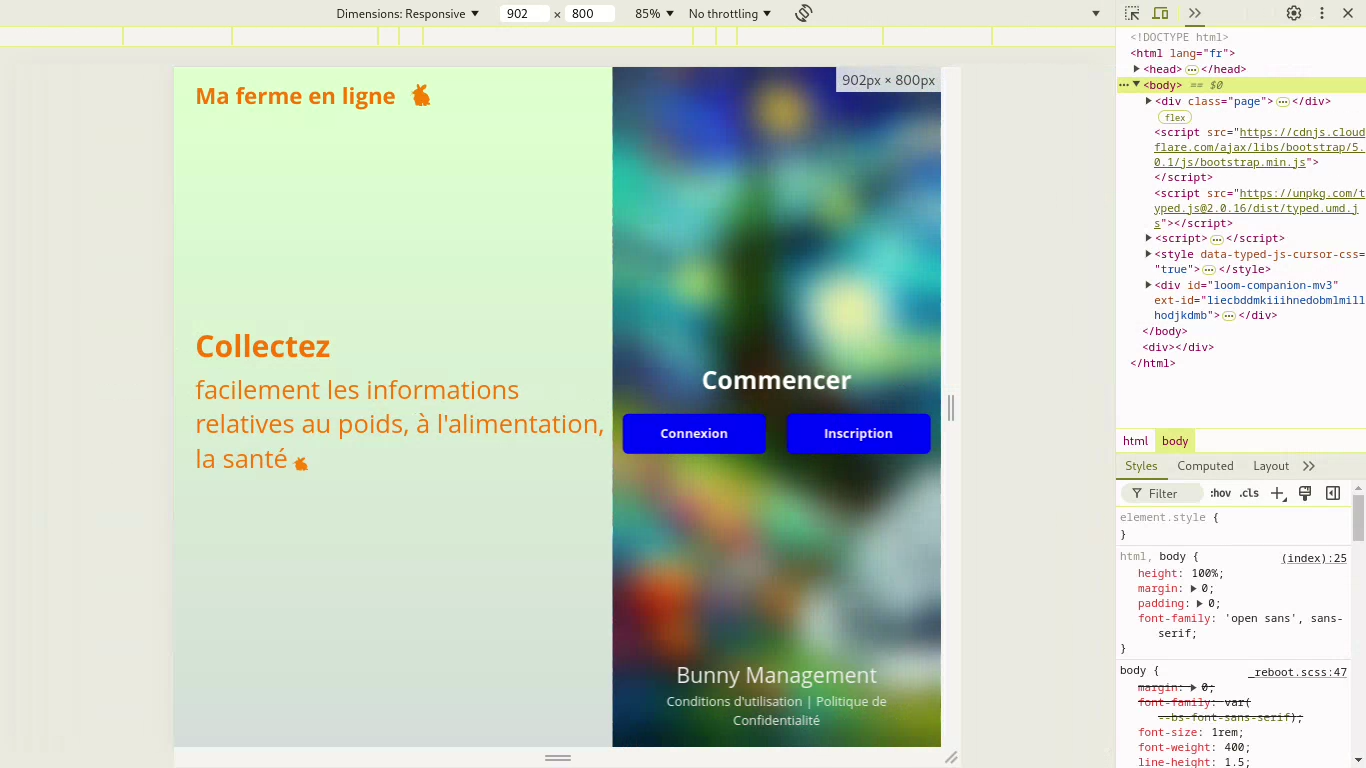 Dimensions: Responsive 902 × 800 85% No throttling
902px × 800px
Ma ferme en ligne
Collectez
facilement les informations
relatives au poids, à l'alimentation,
la santé
Commencer
Connexion Inscription
Bunny Management
Conditions d'utilisation | Politique de
Confidentialité
<!DOCTYPE html>
<html lang="fr">
<head> ⋯ </head>
⋯ <body> == $0
<div class="page"> ⋯ </div>
flex
<script src="https://cdnjs.cloud
flare.com/ajax/libs/bootstrap/5.
0.1/js/bootstrap.min.js">
</script>
<script src="https://unpkg.com/t
yped.js@2.0.16/dist/typed.umd.j
s"></script>
<script> ⋯ </script>
<style data-typed-js-cursor-css=
"true"> ⋯ </style>
<div id="loom-companion-mv3"
ext-id="liecbddmkiiihnedobmlmill
hodjkdmb"> ⋯ </div>
</body>
<div></div>
</html>
html body
Styles Computed Layout
Filter :hov .cls
element.style {
}
html, body { (index):25
height: 100%;
margin: 0;
padding: 0;
font-family: 'open sans', sans-
serif;
}
body { _reboot.scss:47
margin: 0;
font-family: var(
--bs-font-sans-serif);
font-size: 1rem;
font-weight: 400;
line-height: 1.5;